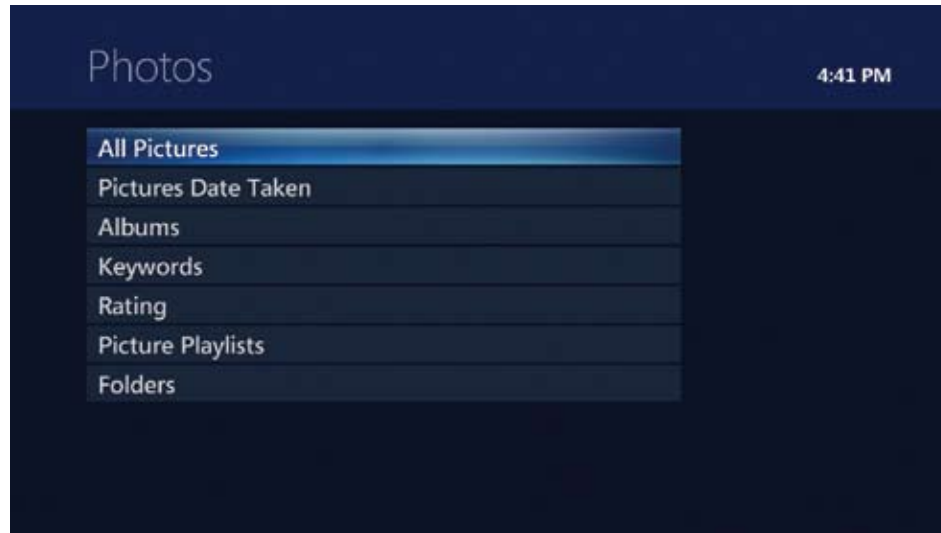 Photos
4:41 PM
All Pictures
Pictures Date Taken
Albums
Keywords
Rating
Picture Playlists
Folders